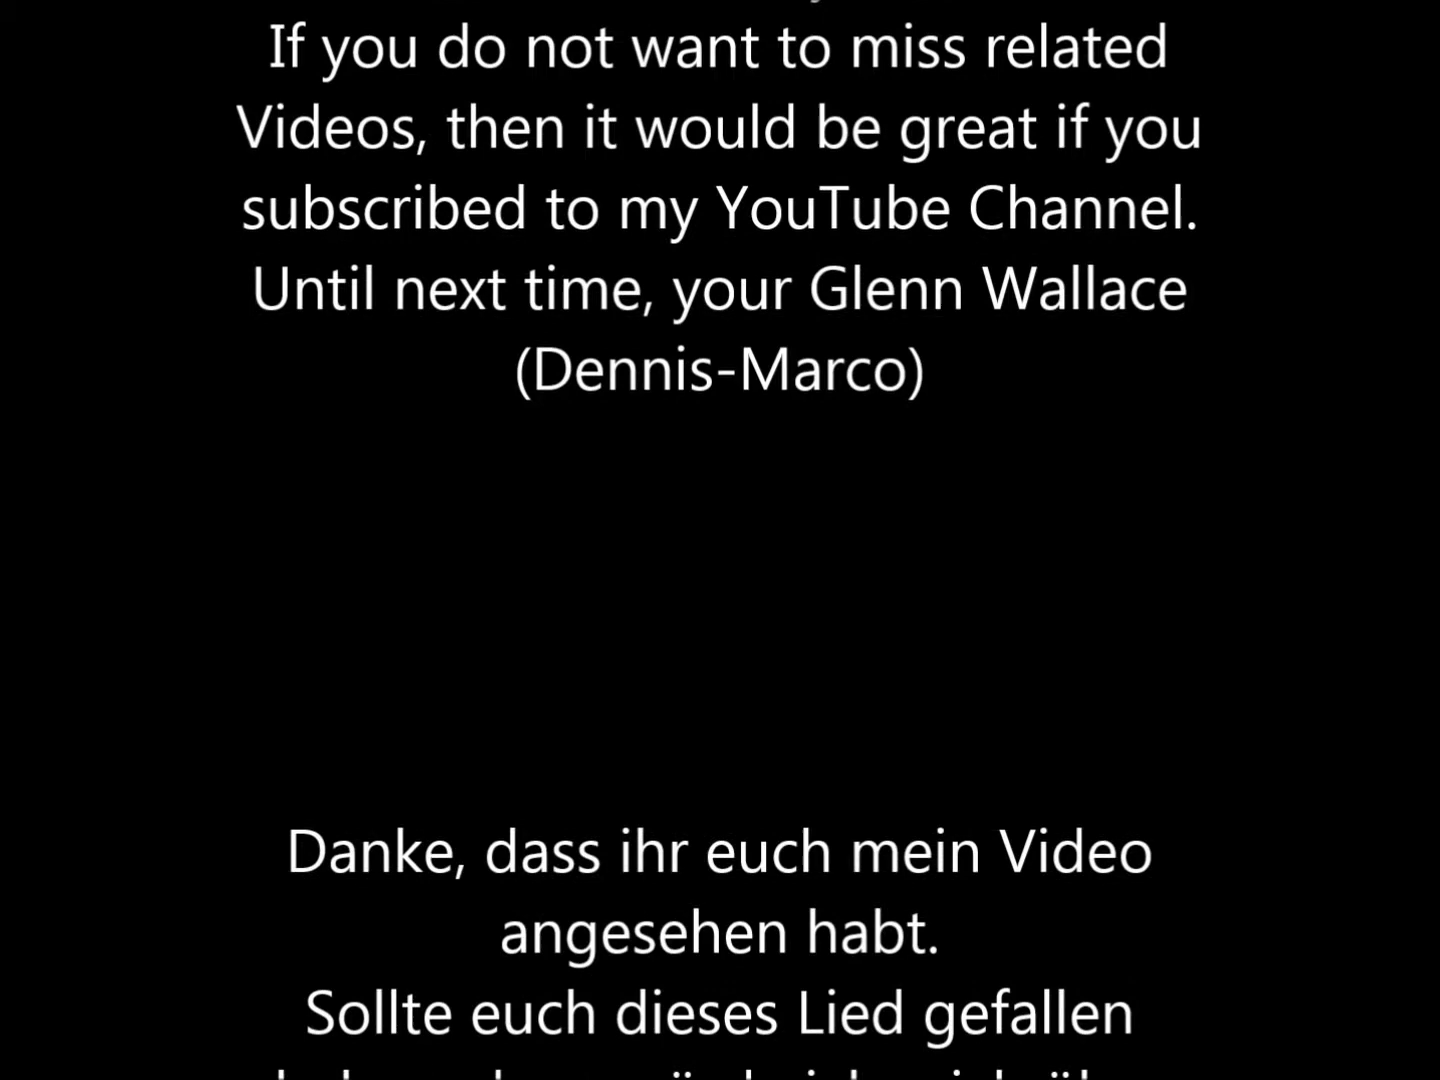 If you do not want to miss related
Videos, then it would be great if you
subscribed to my YouTube Channel.
Until next time, your Glenn Wallace
(Dennis-Marco)
Danke, dass ihr euch mein Video
angesehen habt.
Sollte euch dieses Lied gefallen